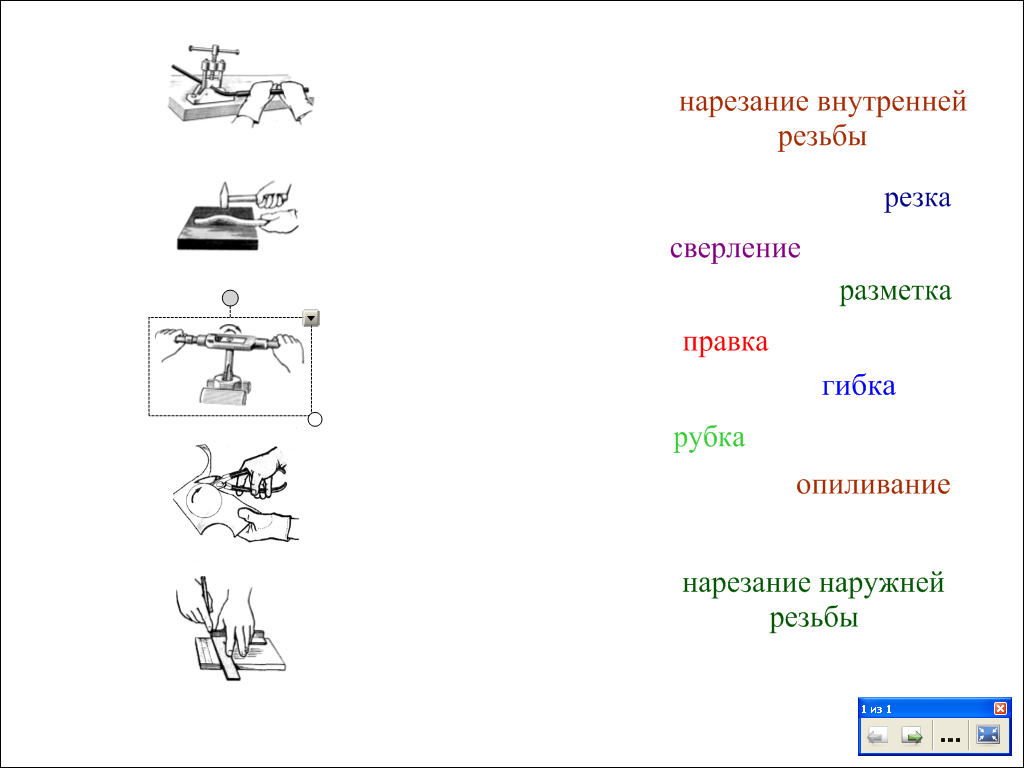 нарезание внутренней
резьбы
резка
сверление
разметка
правка
гибка
рубка
опиливание
нарезание наружней
резьбы
1 из 1
...